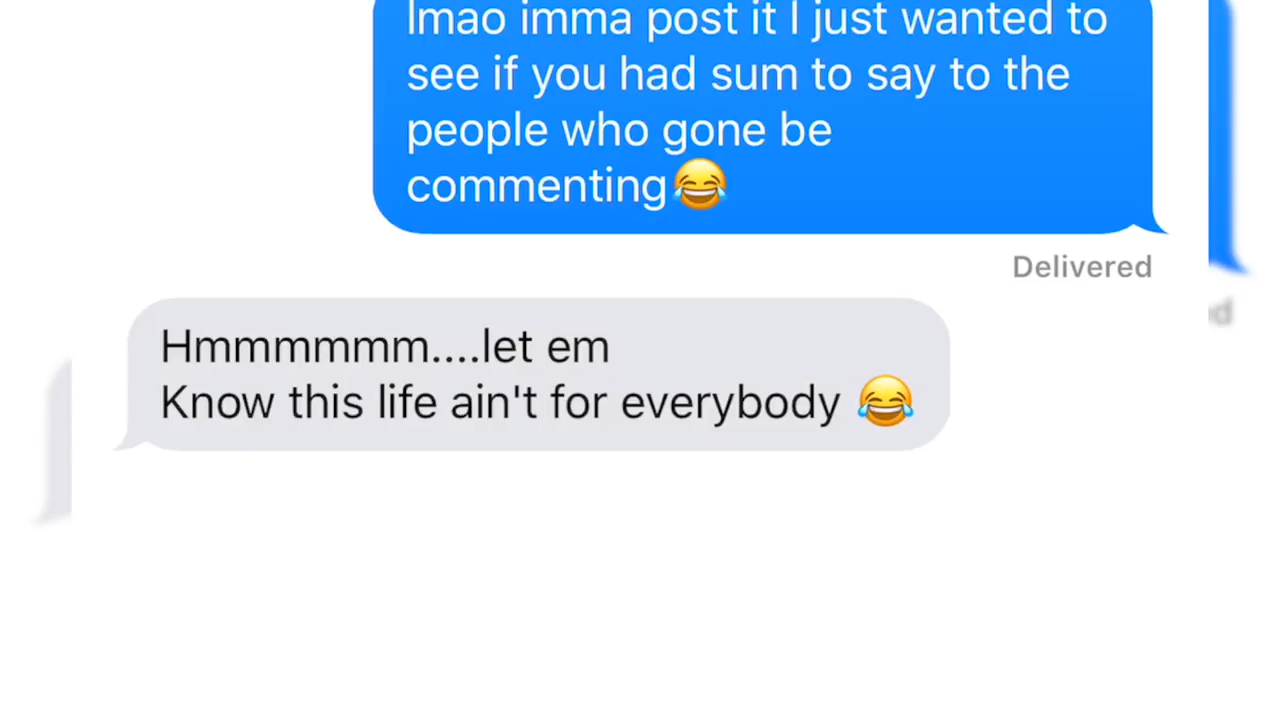 lmao imma post it I just wanted to
see if you had sum to say to the
people who gone be
commenting😂
Delivered
Hmmmmmm....let em
Know this life ain't for everybody 😂